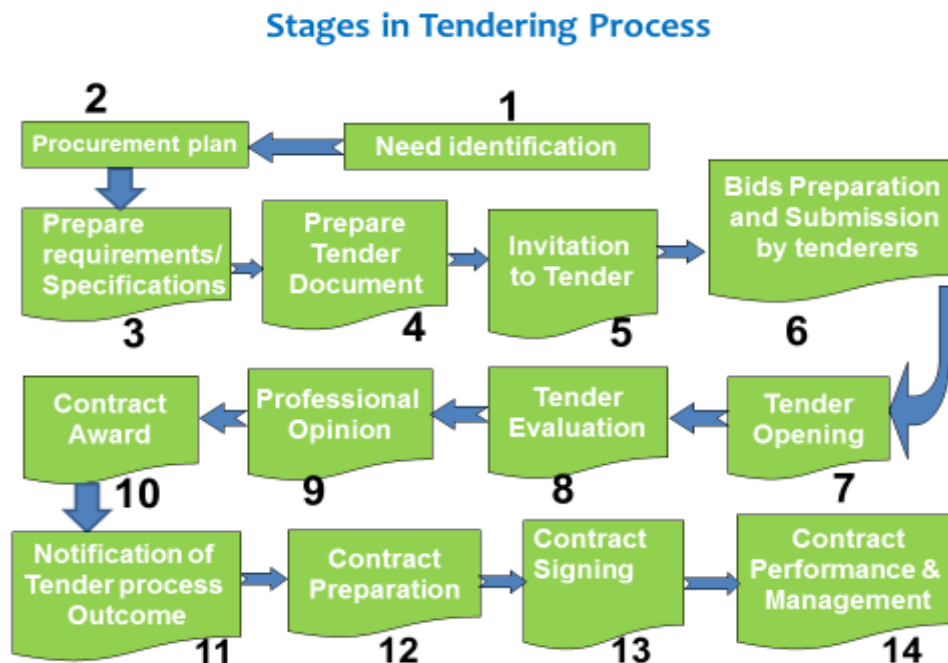 Stages in Tendering Process
1
Need identification
2
Procurement plan
Prepare
requirements/
Specifications
3
Prepare
Tender
Document
4
Invitation
to Tender
5
Bids Preparation
and Submission
by tenderers
6
Tender
Opening
7
Tender
Evaluation
8
Professional
Opinion
9
Contract
Award
10
Notification of
Tender process
Outcome
11
Contract
Preparation
12
Contract
Signing
13
Contract
Performance &
Management
14